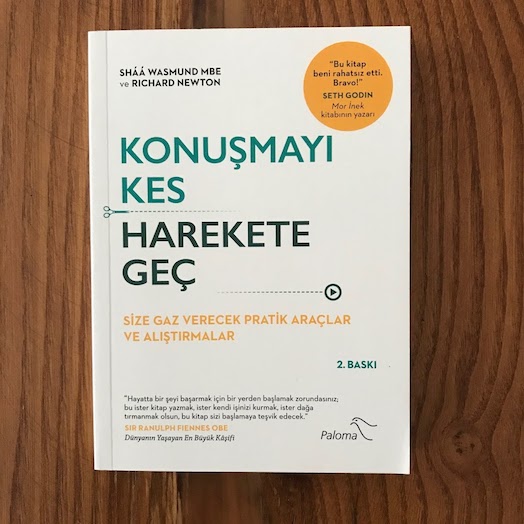 SHÁÁ WASMUND MBE
ve RICHARD NEWTON
"Bu kitap
beni rahatsız etti.
Bravo!"
SETH GODIN
Mor İnek
kitabının yazarı
KONUŞMAYI
KES
HAREKETE
GEÇ
SİZE GAZ VERECEK PRATİK ARAÇLAR
VE ALIŞTIRMALAR
2. BASKI
"Hayatta bir şeyi başarmak için bir yerden başlamak zorundasınız;
bu ister kitap yazmak, ister kendi işinizi kurmak, ister dağa
tırmanmak olsun, bu kitap sizi başlamaya teşvik edecek."
SIR RANULPH FIENNES OBE
Dünyanın Yaşayan En Büyük Kâşifi
Paloma